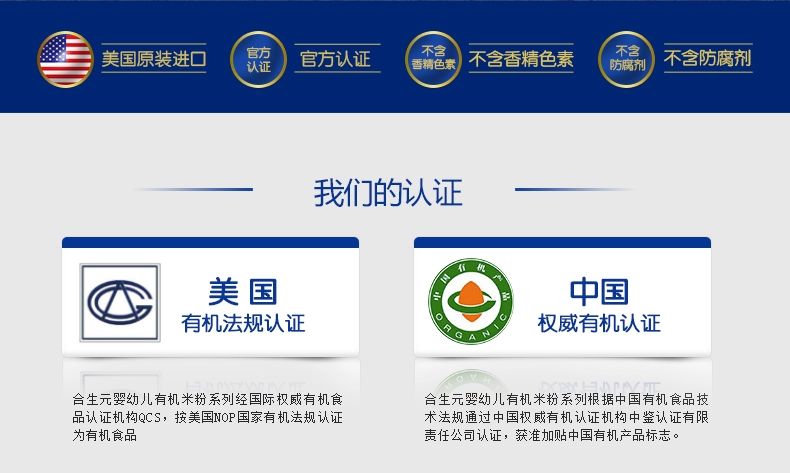 美国原装进口
官方
认证
官方认证
不含
香精色素
不含香精色素
不含
防腐剂
不含防腐剂
我们的认证
美国
有机法规认证
中国有机产品
ORGANIC
中国
权威有机认证
合生元婴幼儿有机米粉系列经国际权威有机食
品认证机构QCS，按美国NOP国家有机法规认证
为有机食品
合生元婴幼儿有机米粉系列根据中国有机食品技
术法规通过中国权威有机认证机构中鉴认证有限
责任公司认证，获准加贴中国有机产品标志。